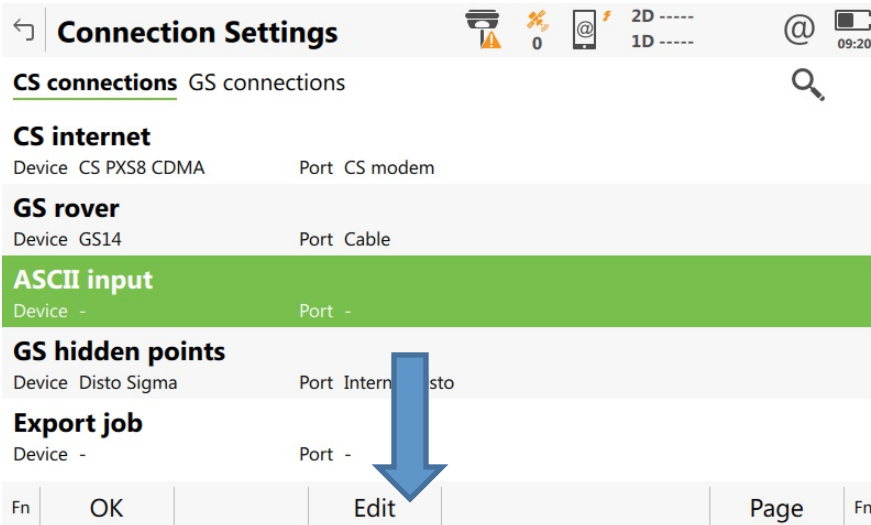 Connection Settings
0
@
2D -----
1D -----
@
09:20
CS connections GS connections
CS internet
Device CS PXS8 CDMA Port CS modem
GS rover
Device GS14 Port Cable
ASCII input
Device - Port -
GS hidden points
Device Disto Sigma Port Intern sto
Export job
Device - Port -
Fn OK Edit Page Fn